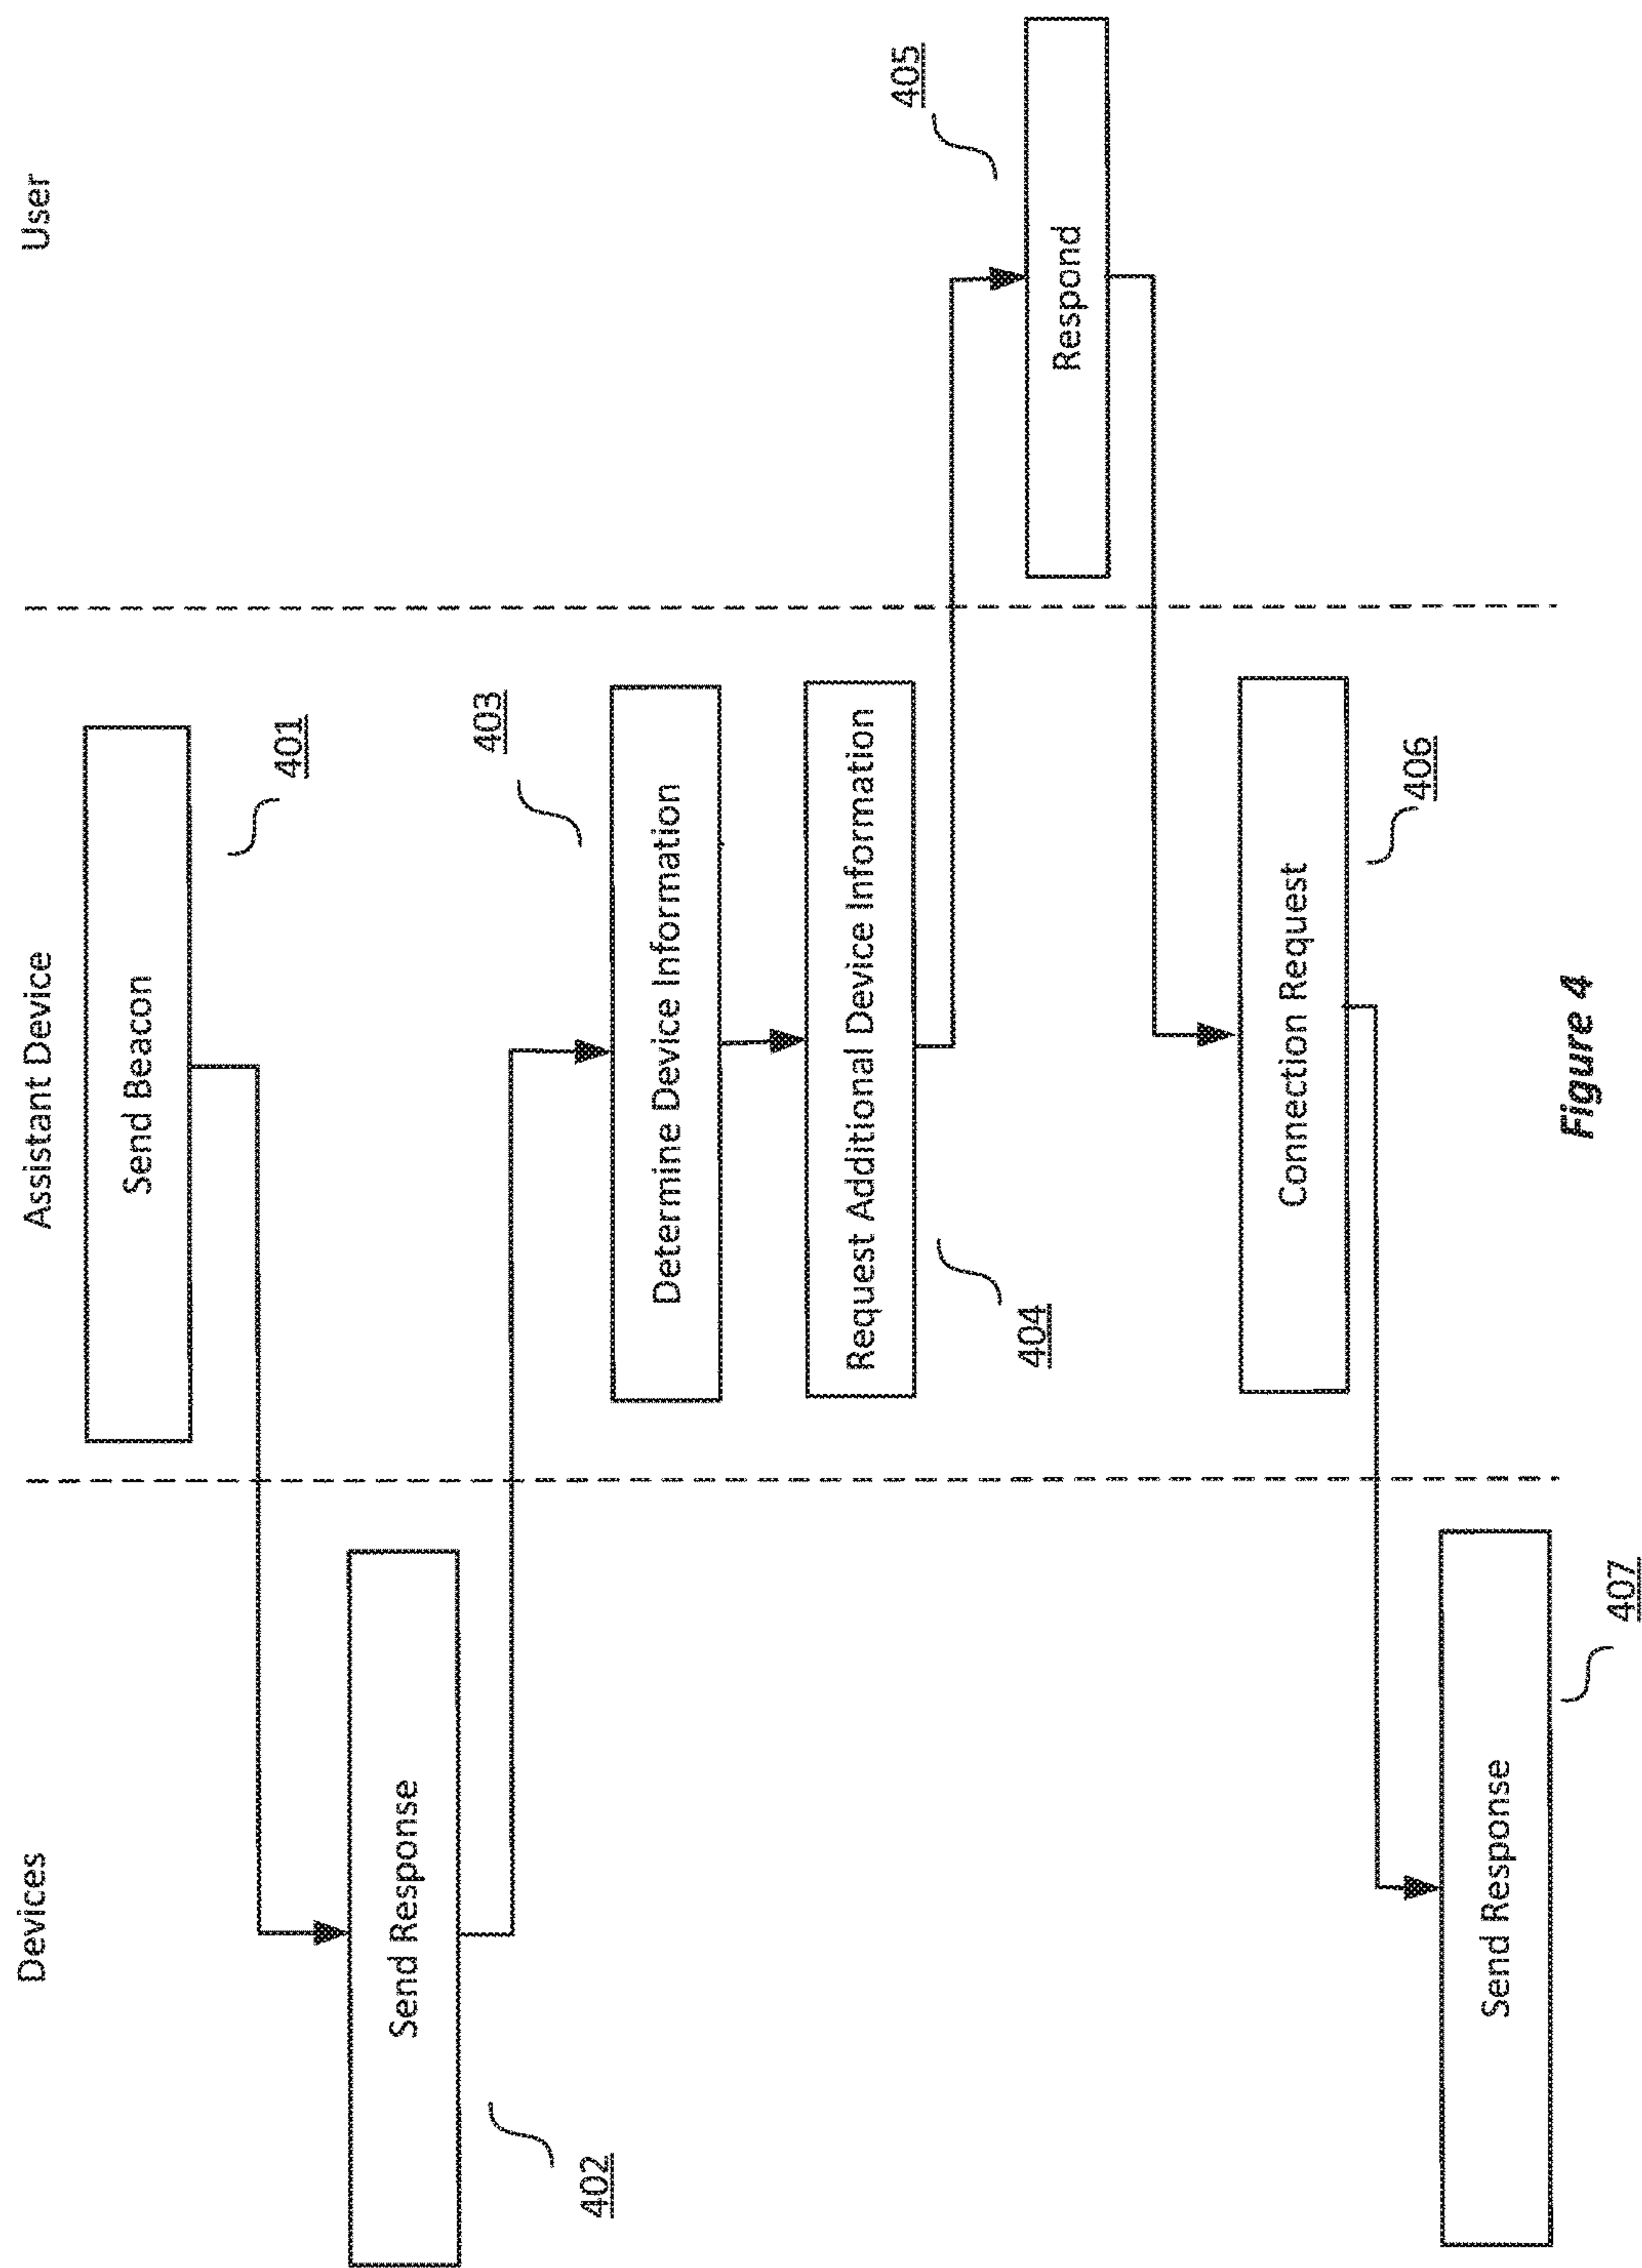 Devices
Assistant Device
User
Send Beacon
401
Send Response
402
403
Determine Device Information
Request Additional Device Information
404
405
Respond
Connection Request
406
Send Response
407
Figure 4